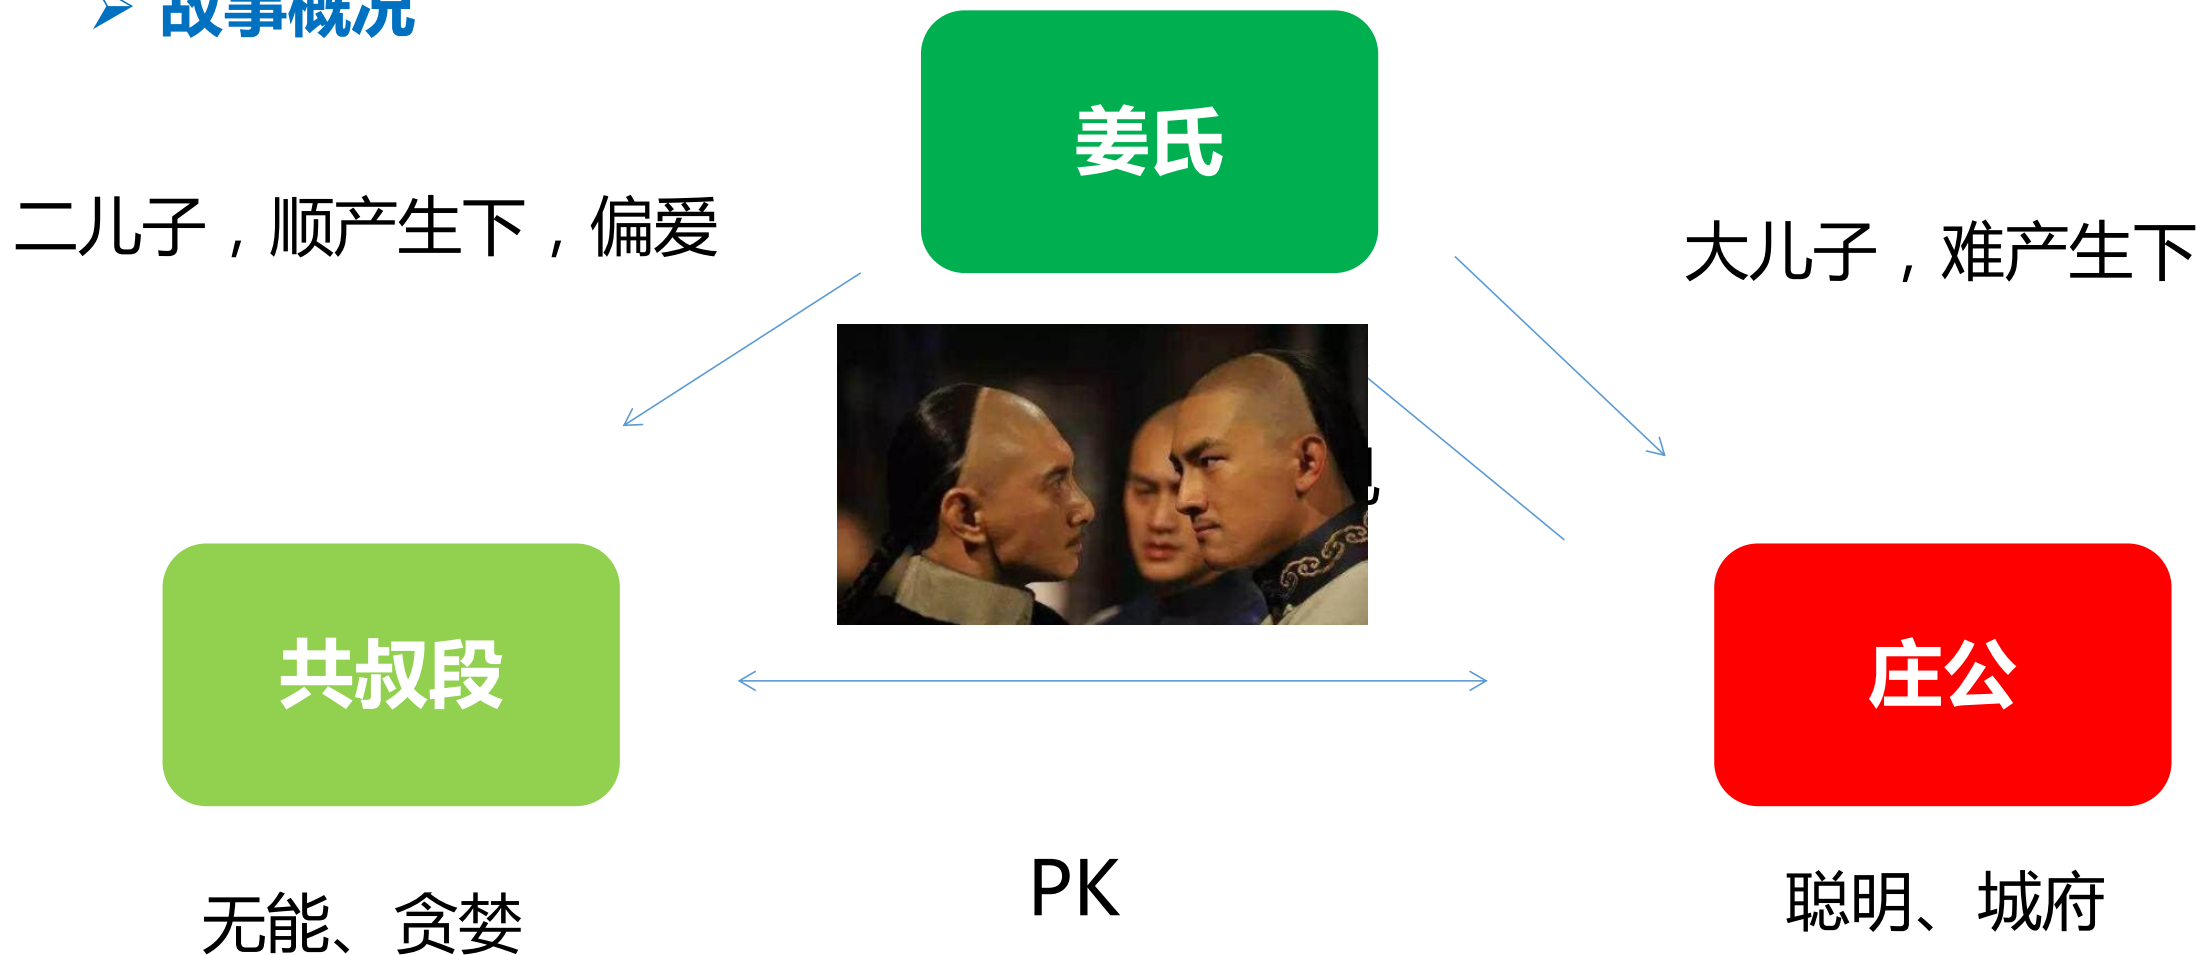 故事概况
姜氏
二儿子，顺产生下，偏爱
大儿子，难产生下
共叔段
庄公
PK
无能、贪婪
聪明、城府